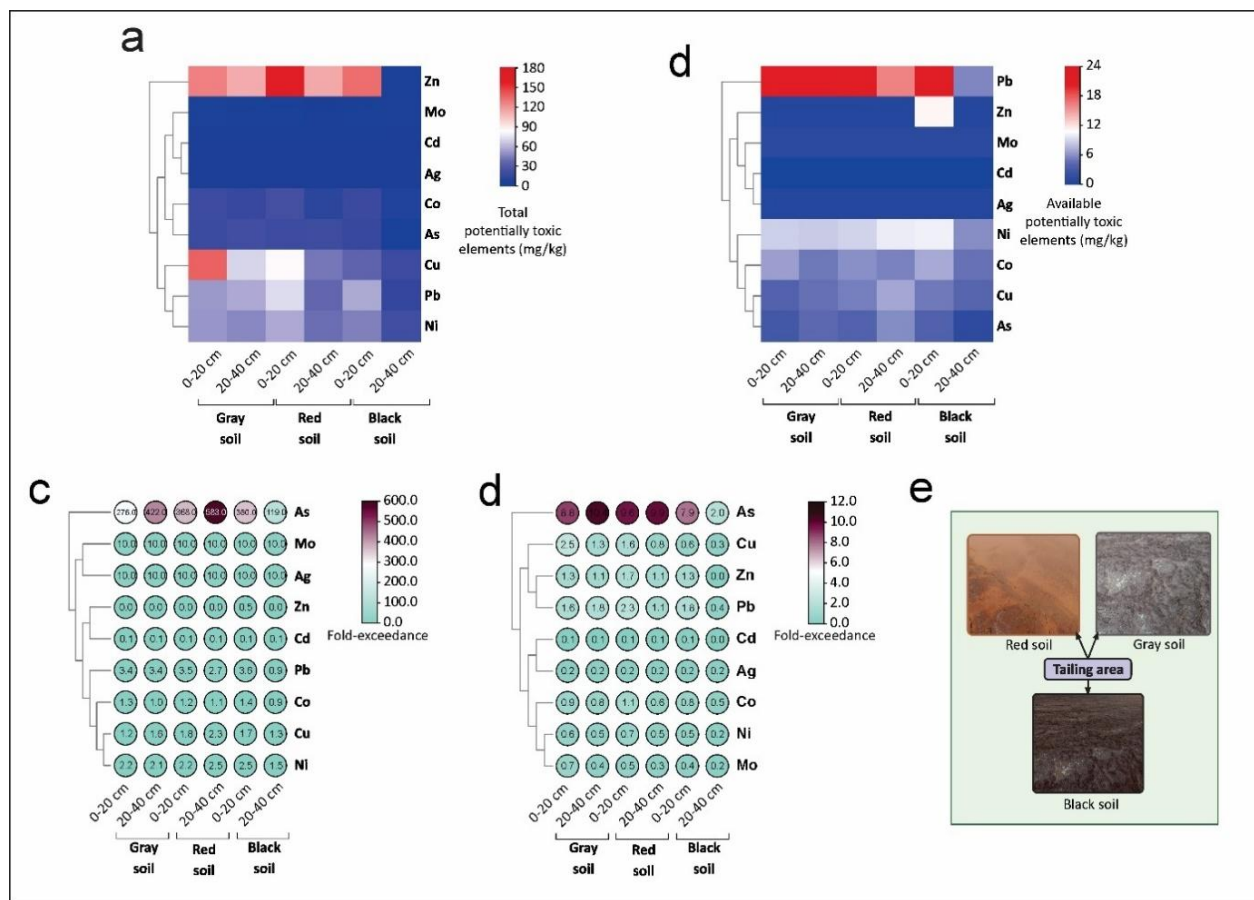 a
Zn
Mo
Cd
Ag
Co
As
Cu
Pb
Ni
180
150
120
90
60
30
0
Total
potentially toxic
elements (mg/kg)
0-20 cm
20-40 cm
0-20 cm
20-40 cm
0-20 cm
20-40 cm
Gray
soil
Red
soil
Black
soil
d
Pb
Zn
Mo
Cd
Ag
Ni
Co
Cu
As
24
18
12
6
0
Available
potentially toxic
elements (mg/kg)
0-20 cm
20-40 cm
0-20 cm
20-40 cm
0-20 cm
20-40 cm
Gray
soil
Red
soil
Black
soil
c
276.0 422.0 368.0 583.0 380.0 119.0 As
10.0 10.0 10.0 10.0 10.0 10.0 Mo
10.0 10.0 10.0 10.0 10.0 10.0 Ag
0.0 0.0 0.0 0.0 0.5 0.0 Zn
0.1 0.1 0.1 0.1 0.1 0.1 Cd
3.4 3.4 3.5 2.7 3.6 0.9 Pb
1.3 1.0 1.2 1.1 1.4 0.9 Co
1.2 1.6 1.8 2.3 1.7 1.3 Cu
2.2 2.1 2.2 2.5 2.5 1.5 Ni
600.0
500.0
400.0
300.0
200.0
100.0
0.0
Fold-exceedance
0-20 cm
20-40 cm
0-20 cm
20-40 cm
0-20 cm
20-40 cm
Gray
soil
Red
soil
Black
soil
d
8.8 7.9 2.0 As
2.5 1.3 1.6 0.8 0.6 0.3 Cu
1.3 1.1 1.7 1.1 1.3 0.0 Zn
1.6 1.8 2.3 1.1 1.8 0.4 Pb
0.1 0.1 0.1 0.1 0.1 0.0 Cd
0.2 0.2 0.2 0.2 0.2 0.2 Ag
0.9 0.8 1.1 0.6 0.8 0.5 Co
0.6 0.5 0.7 0.5 0.5 0.2 Ni
0.7 0.4 0.5 0.3 0.4 0.2 Mo
12.0
10.0
8.0
6.0
4.0
2.0
0.0
Fold-exceedance
0-20 cm
20-40 cm
0-20 cm
20-40 cm
0-20 cm
20-40 cm
Gray
soil
Red
soil
Black
soil
e
Red soil
Gray soil
Tailing area
Black soil